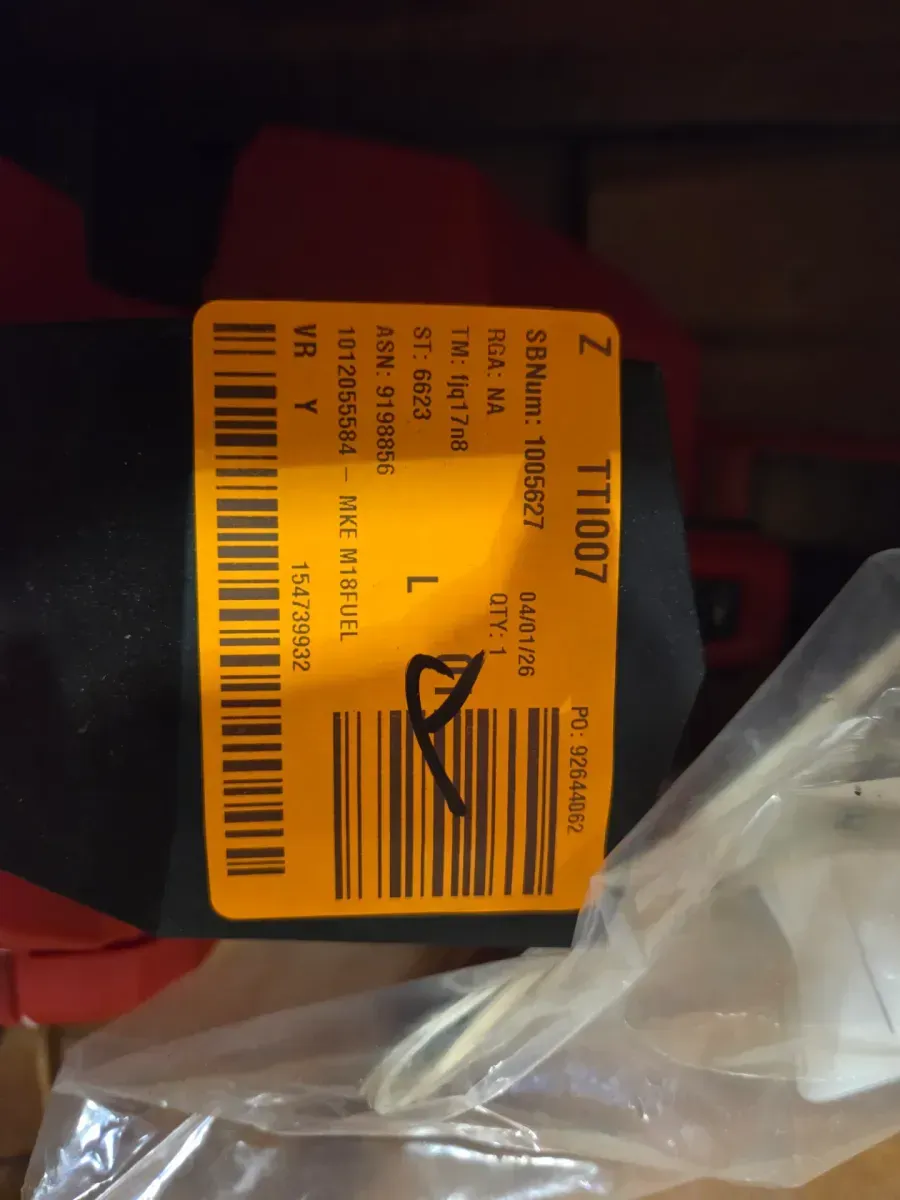 Z TTI007 PO: 92644062
SBNum: 1005627 04/01/26
RGA: NA QTY: 1
TM: fjq17n8
ST: 6623 L
ASN: 9198856
1012055584 - MKE M18FUEL
VR Y 154739932